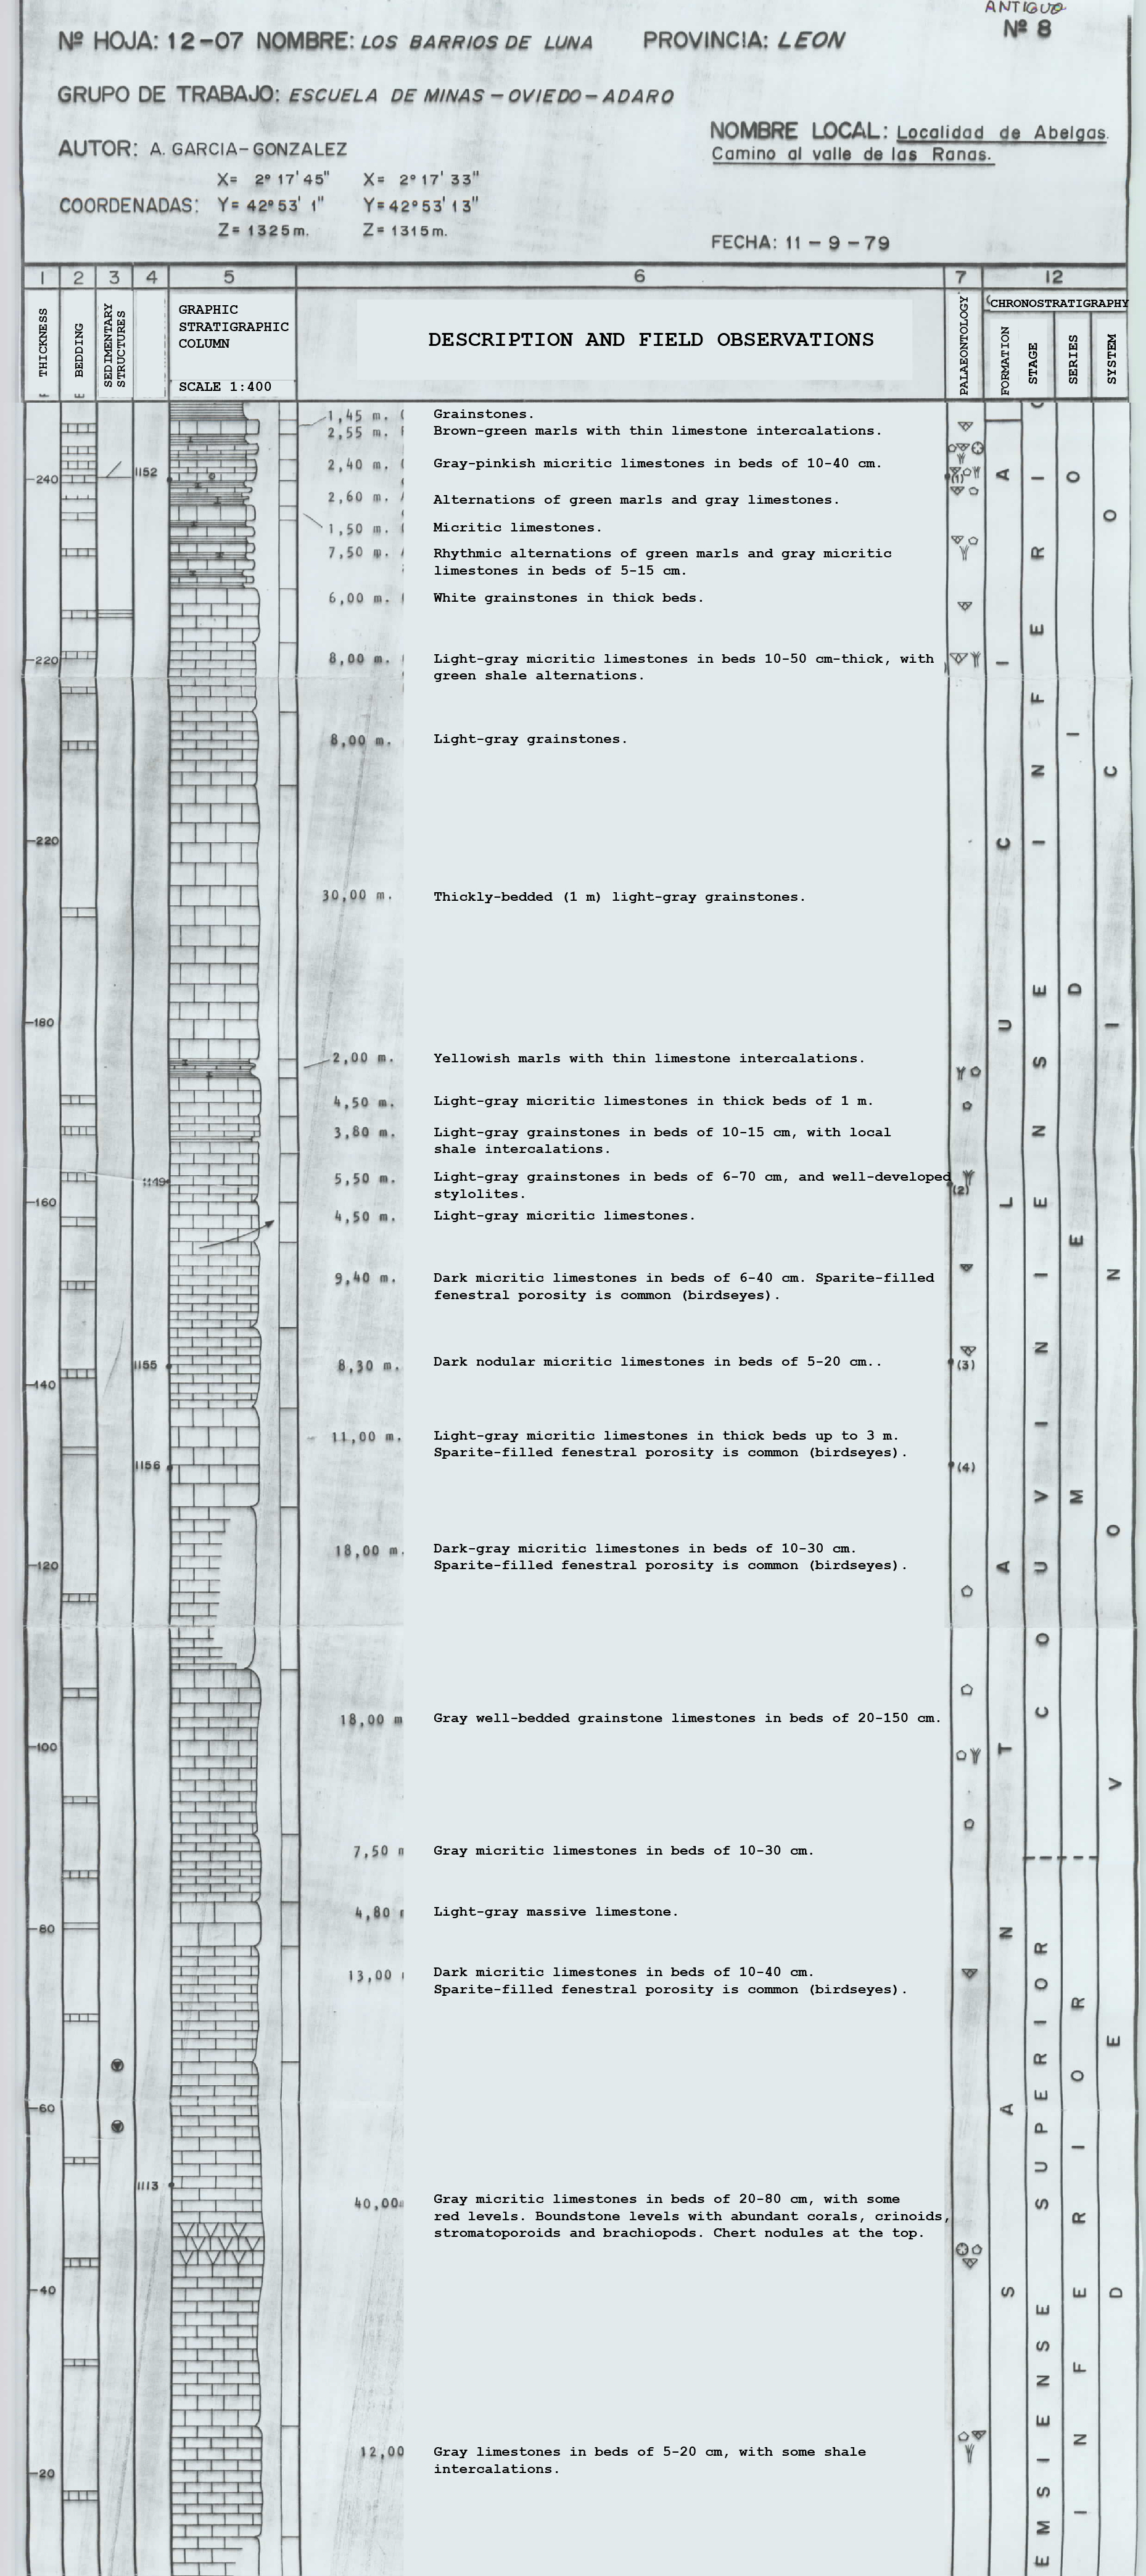 ANTIGUO
Nº HOJA: 12-07 NOMBRE: LOS BARRIOS DE LUNA PROVINCIA: LEON Nº 8
GRUPO DE TRABAJO: ESCUELA DE MINAS - OVIEDO - ADARO
NOMBRE LOCAL: Localidad de Abelgas.
Camino al valle de las Ranas.
AUTOR: A. GARCIA-GONZALEZ
X= 2º 17' 45" X= 2º 17' 33"
COORDENADAS: Y= 42º 53' 1" Y= 42º 53' 13"
Z= 1325 m. Z= 1315 m.
FECHA: 11 - 9 - 79
1 2 3 4 5 6 7 12
THICKNESS
BEDDING
SEDIMENTARY
STRUCTURES
GRAPHIC
STRATIGRAPHIC
COLUMN
SCALE 1:400
DESCRIPTION AND FIELD OBSERVATIONS
PALAEONTOLOGY
CHRONOSTRATIGRAPHY
FORMATION
STAGE
SERIES
SYSTEM
1,45 m. Grainstones.
2,55 m. Brown-green marls with thin limestone intercalations.
2,40 m. Gray-pinkish micritic limestones in beds of 10-40 cm.
1152
240
(1)
2,60 m. Alternations of green marls and gray limestones.
1,50 m. Micritic limestones.
7,50 m. Rhythmic alternations of green marls and gray micritic
limestones in beds of 5-15 cm.
6,00 m. White grainstones in thick beds.
220
8,00 m. Light-gray micritic limestones in beds 10-50 cm-thick, with
green shale alternations.
8,00 m. Light-gray grainstones.
220
30,00 m. Thickly-bedded (1 m) light-gray grainstones.
180
2,00 m. Yellowish marls with thin limestone intercalations.
4,50 m. Light-gray micritic limestones in thick beds of 1 m.
3,80 m. Light-gray grainstones in beds of 10-15 cm, with local
shale intercalations.
1149
5,50 m. Light-gray grainstones in beds of 6-70 cm, and well-developed
stylolites.
(2)
160
4,50 m. Light-gray micritic limestones.
9,40 m. Dark micritic limestones in beds of 6-40 cm. Sparite-filled
fenestral porosity is common (birdseyes).
1155
8,30 m. Dark nodular micritic limestones in beds of 5-20 cm..
(3)
140
11,00 m. Light-gray micritic limestones in thick beds up to 3 m.
Sparite-filled fenestral porosity is common (birdseyes).
1156
(4)
18,00 m. Dark-gray micritic limestones in beds of 10-30 cm.
Sparite-filled fenestral porosity is common (birdseyes).
120
18,00 m Gray well-bedded grainstone limestones in beds of 20-150 cm.
100
7,50 m Gray micritic limestones in beds of 10-30 cm.
4,80 Light-gray massive limestone.
80
13,00 Dark micritic limestones in beds of 10-40 cm.
Sparite-filled fenestral porosity is common (birdseyes).
60
1113
40,00 Gray micritic limestones in beds of 20-80 cm, with some
red levels. Boundstone levels with abundant corals, crinoids,
stromatoporoids and brachiopods. Chert nodules at the top.
40
12,00 Gray limestones in beds of 5-20 cm, with some shale
intercalations.
20
SANTA LUCIA
EMSIENSE SUPERIOR
COUVINIENSE INFERIO
INFERIOR
MEDIO
DEVONICO